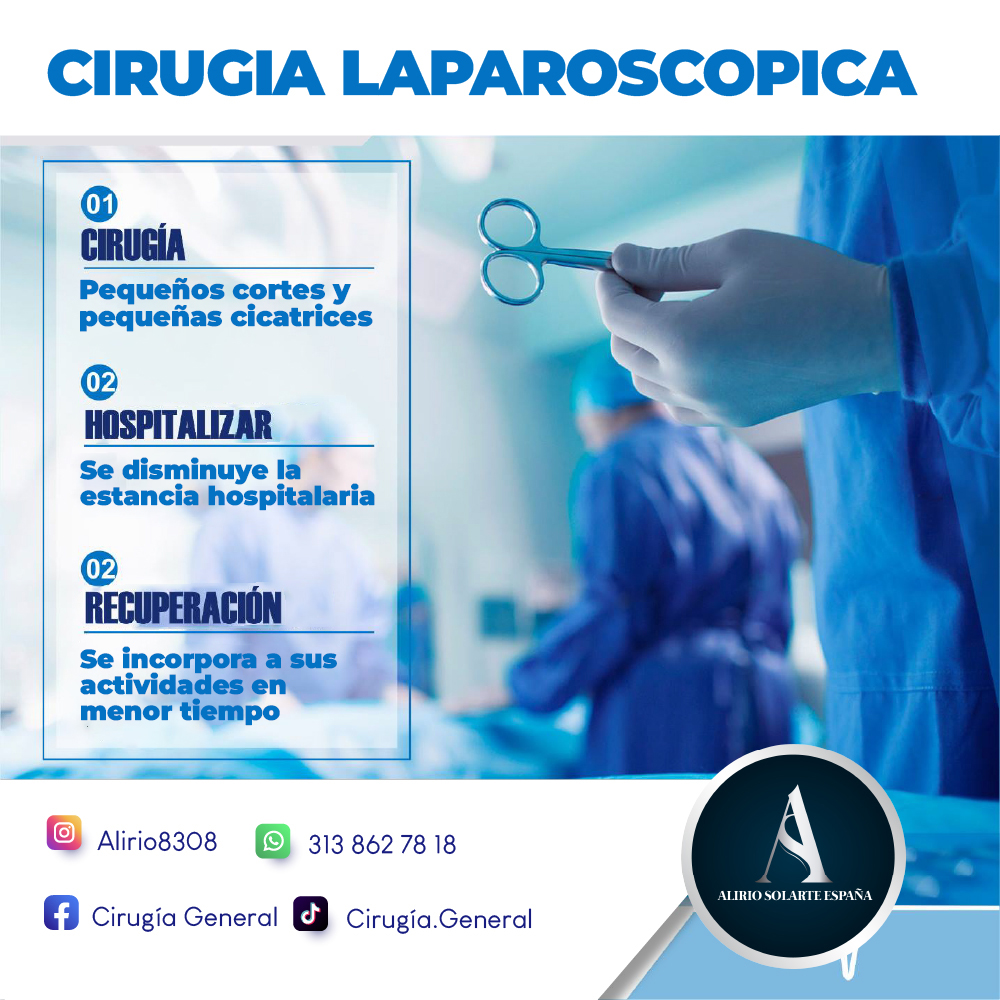 CIRUGIA LAPAROSCOPICA
01
CIRUGÍA
Pequeños cortes y
pequeñas cicatrices
02
HOSPITALIZAR
Se disminuye la
estancia hospitalaria
02
RECUPERACIÓN
Se incorpora a sus
actividades en
menor tiempo
Alirio8308
313 862 78 18
Cirugía General
Cirugía.General
ALIRIO SOLARTE ESPAÑA